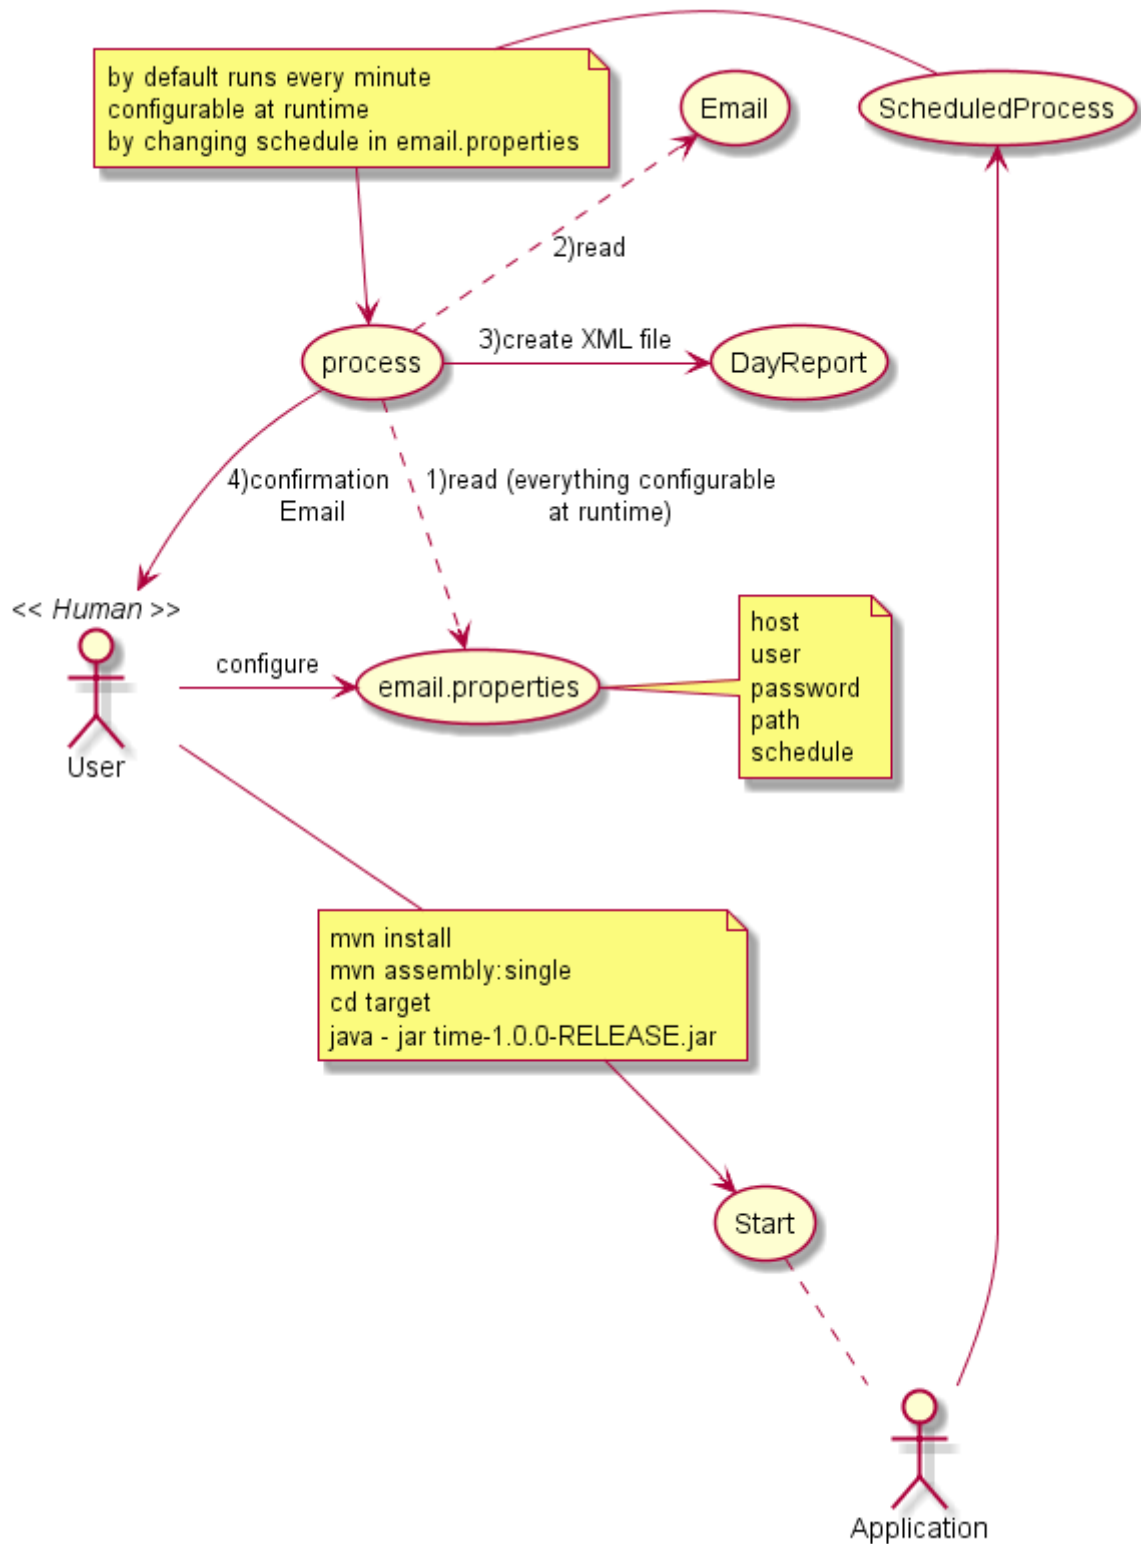 by default runs every minute
configurable at runtime
by changing schedule in email.properties
Email
ScheduledProcess
2)read
process
3)create XML file
DayReport
4)confirmation
Email
1)read (everything configurable
at runtime)
<< Human >>
User
configure
email.properties
host
user
password
path
schedule
mvn install
mvn assembly:single
cd target
java - jar time-1.0.0-RELEASE.jar
Start
Application